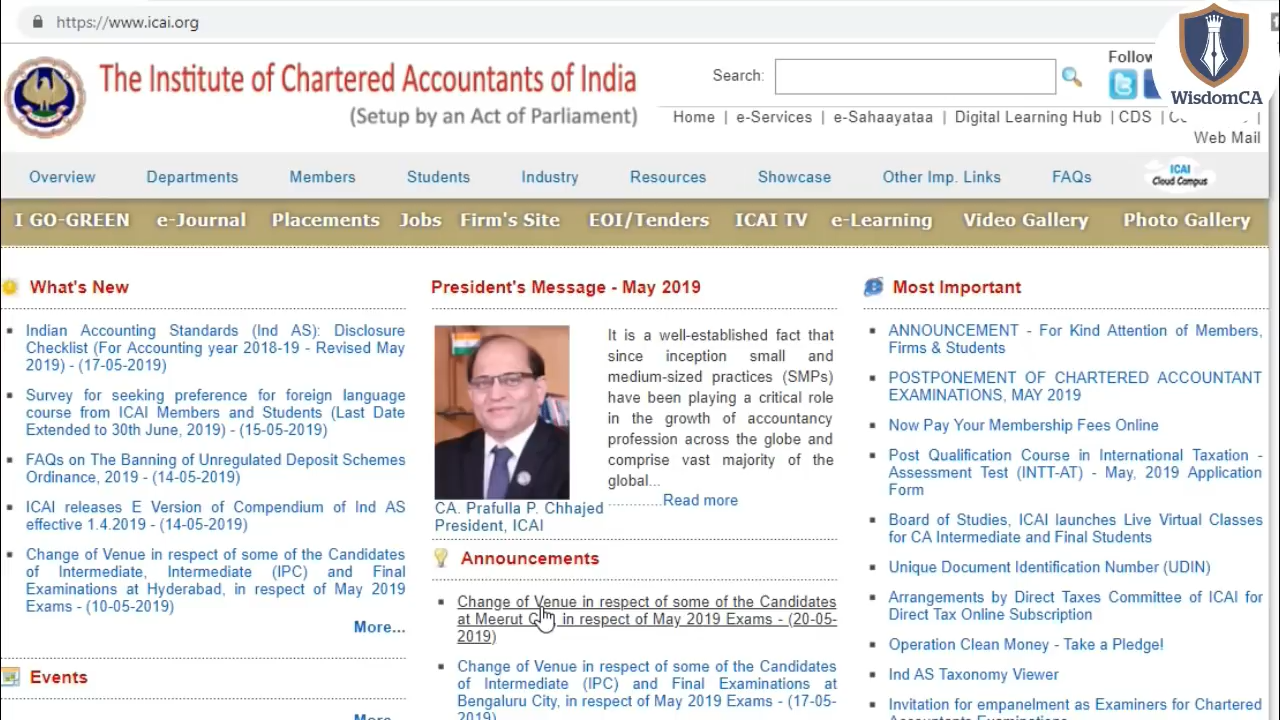 https://www.icai.org
WisdomCA
The Institute of Chartered Accountants of India
(Setup by an Act of Parliament)
Search:
Follow
Home | e-Services | e-Sahaayataa | Digital Learning Hub | CDS |
Web Mail
Overview Departments Members Students Industry Resources Showcase Other Imp. Links FAQs ICAI Cloud Campus
I GO-GREEN e-Journal Placements Jobs Firm's Site EOI/Tenders ICAI TV e-Learning Video Gallery Photo Gallery
What's New
Indian Accounting Standards (Ind AS): Disclosure
Checklist (For Accounting year 2018-19 - Revised May
2019) - (17-05-2019)
Survey for seeking preference for foreign language
course from ICAI Members and Students (Last Date
Extended to 30th June, 2019) - (15-05-2019)
FAQs on The Banning of Unregulated Deposit Schemes
Ordinance, 2019 - (14-05-2019)
ICAI releases E Version of Compendium of Ind AS
effective 1.4.2019 - (14-05-2019)
Change of Venue in respect of some of the Candidates
of Intermediate, Intermediate (IPC) and Final
Examinations at Hyderabad, in respect of May 2019
Exams - (10-05-2019)
More...
Events
More...
President's Message - May 2019
It is a well-established fact that
since inception small and
medium-sized practices (SMPs)
have been playing a critical role
in the growth of accountancy
profession across the globe and
comprise vast majority of the
global...
............Read more
CA. Prafulla P. Chhajed
President, ICAI
Announcements
Change of Venue in respect of some of the Candidates
at Meerut in respect of May 2019 Exams - (20-05-
2019)
Change of Venue in respect of some of the Candidates
of Intermediate (IPC) and Final Examinations at
Bengaluru City, in respect of May 2019 Exams - (17-05-
2019)
Most Important
ANNOUNCEMENT - For Kind Attention of Members,
Firms & Students
POSTPONEMENT OF CHARTERED ACCOUNTANT
EXAMINATIONS, MAY 2019
Now Pay Your Membership Fees Online
Post Qualification Course in International Taxation -
Assessment Test (INTT-AT) - May, 2019 Application
Form
Board of Studies, ICAI launches Live Virtual Classes
for CA Intermediate and Final Students
Unique Document Identification Number (UDIN)
Arrangements by Direct Taxes Committee of ICAI for
Direct Tax Online Subscription
Operation Clean Money - Take a Pledge!
Ind AS Taxonomy Viewer
Invitation for empanelment as Examiners for Chartered
Accountants Examinations